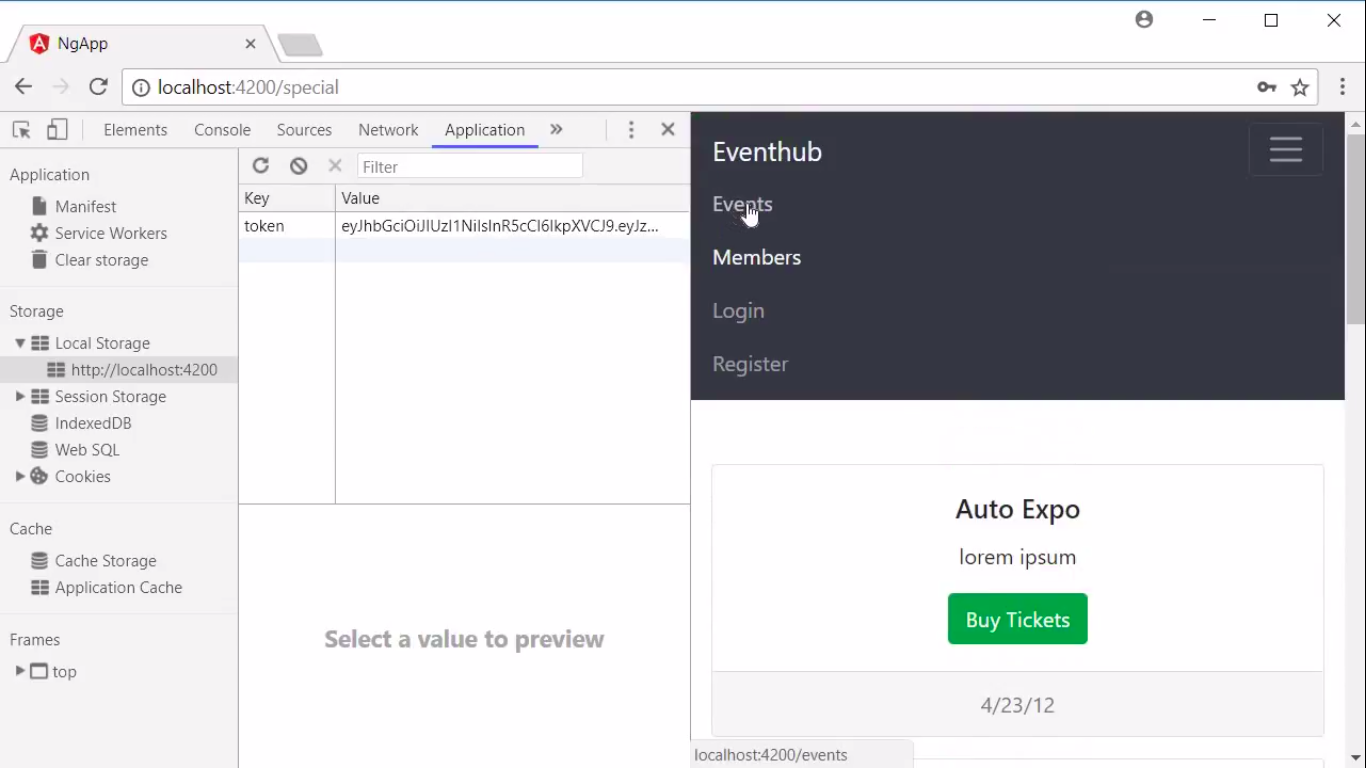 NgApp
localhost:4200/special
Elements Console Sources Network Application »
Application
Manifest
Service Workers
Clear storage
Storage
Local Storage
http://localhost:4200
Session Storage
IndexedDB
Web SQL
Cookies
Cache
Cache Storage
Application Cache
Frames
top
Filter
Key Value
token eyJhbGciOiJIUzI1NiIsInR5cCI6IkpXVCJ9.eyJz...
Select a value to preview
Eventhub
Events
Members
Login
Register
Auto Expo
lorem ipsum
Buy Tickets
4/23/12
localhost:4200/events